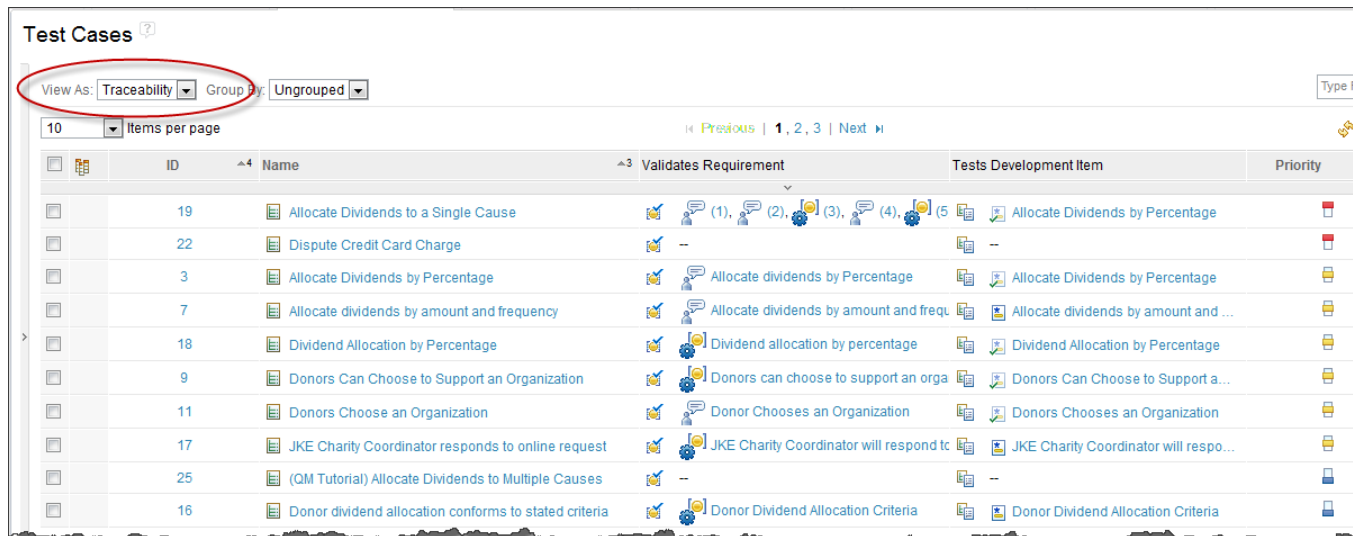 Test Cases ?
View As: Traceability Group By: Ungrouped Type
10 Items per page Previous | 1 , 2 , 3 | Next
ID 4 Name 3 Validates Requirement Tests Development Item Priority
19 Allocate Dividends to a Single Cause (1), (2), (3), (4), (5 Allocate Dividends by Percentage
22 Dispute Credit Card Charge -- --
3 Allocate Dividends by Percentage Allocate dividends by Percentage Allocate Dividends by Percentage
7 Allocate dividends by amount and frequency Allocate dividends by amount and frequ Allocate dividends by amount and ...
18 Dividend Allocation by Percentage Dividend allocation by percentage Dividend Allocation by Percentage
9 Donors Can Choose to Support an Organization Donors can choose to support an orga Donors Can Choose to Support a...
11 Donors Choose an Organization Donor Chooses an Organization Donors Chooses an Organization
17 JKE Charity Coordinator responds to online request JKE Charity Coordinator will respond to JKE Charity Coordinator will respo...
25 (QM Tutorial) Allocate Dividends to Multiple Causes -- --
16 Donor dividend allocation conforms to stated criteria Donor Dividend Allocation Criteria Donor Dividend Allocation Criteria